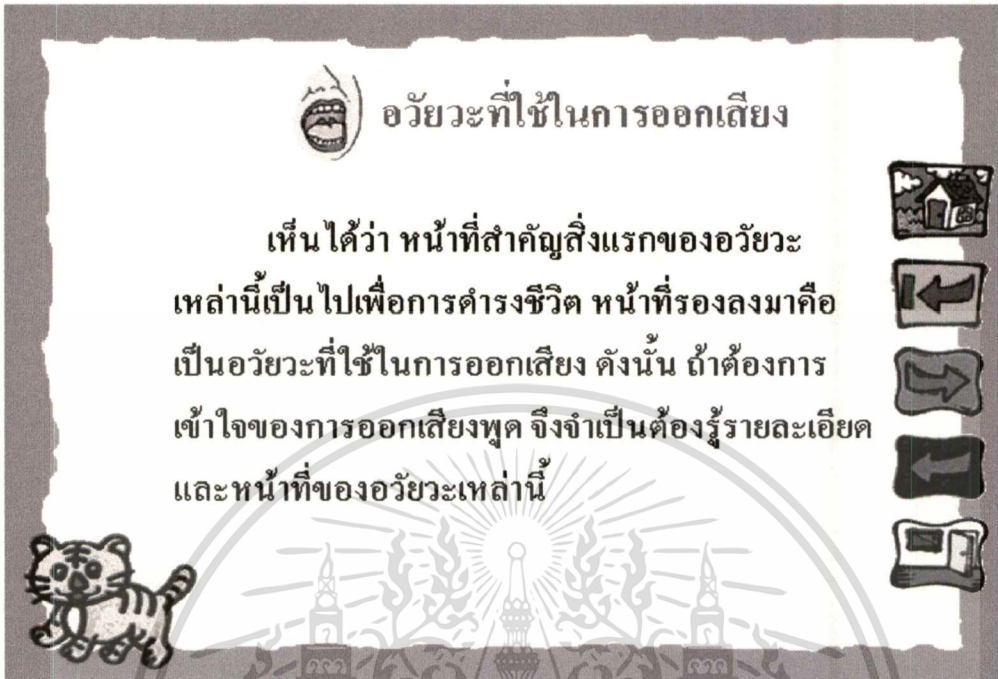 อวัยวะที่ใช้ในการออกเสียง
เห็นได้ว่า หน้าที่สำคัญสิ่งแรกของอวัยวะ
เหล่านี้เป็นไปเพื่อการดำรงชีวิต หน้าที่รองลงมาคือ
เป็นอวัยวะที่ใช้ในการออกเสียง ดังนั้น ถ้าต้องการ
เข้าใจของการออกเสียงพูด จึงจำเป็นต้องรู้รายละเอียด
และหน้าที่ของอวัยวะเหล่านี้